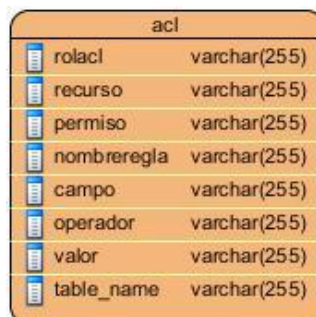 acl
rolacl varchar(255)
recurso varchar(255)
permiso varchar(255)
nombreregla varchar(255)
campo varchar(255)
operador varchar(255)
valor varchar(255)
table_name varchar(255)